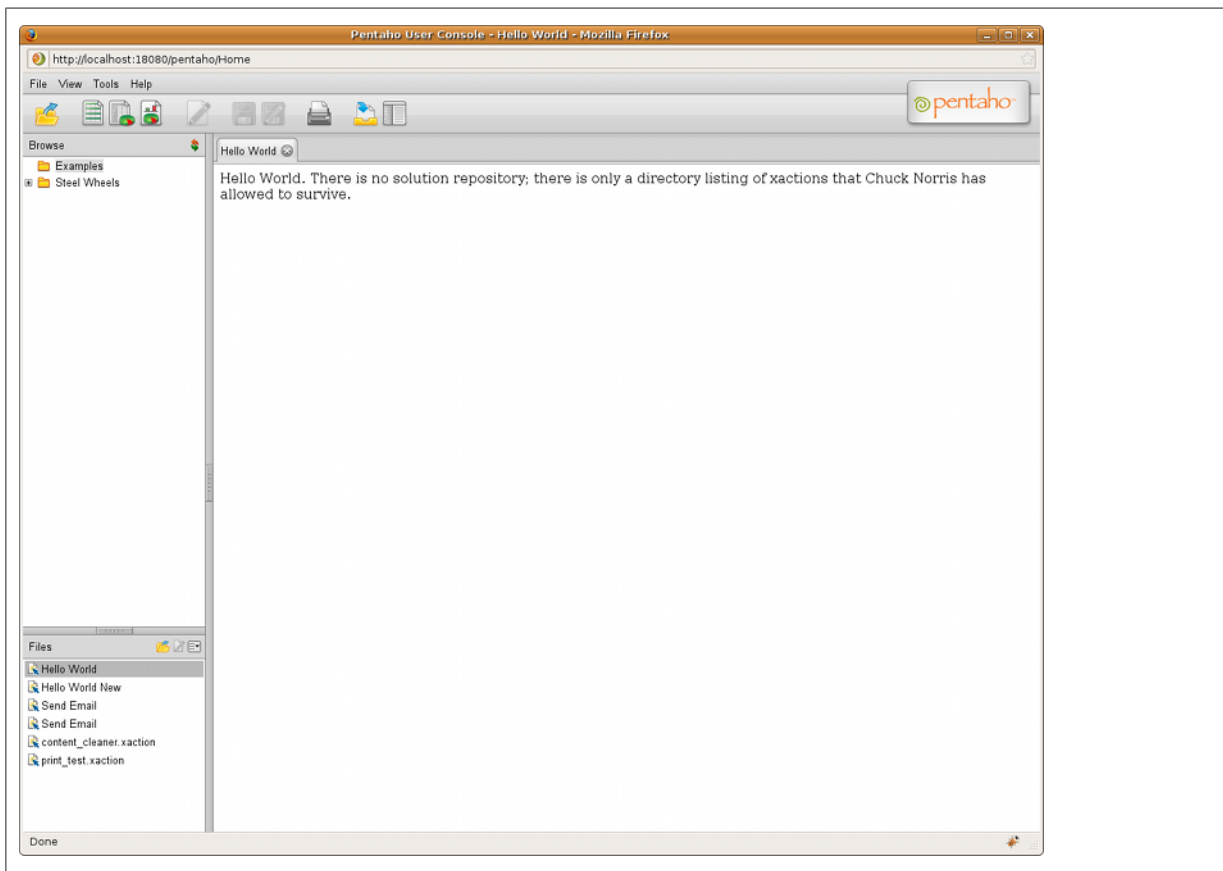 Pentaho User Console - Hello World - Mozilla Firefox
http://localhost:18080/pentaho/Home
File View Tools Help
pentaho
Browse
Hello World
Examples
Steel Wheels
Hello World. There is no solution repository; there is only a directory listing of xactions that Chuck Norris has
allowed to survive.
Files
Hello World
Hello World New
Send Email
Send Email
content_cleaner.xaction
print_test.xaction
Done